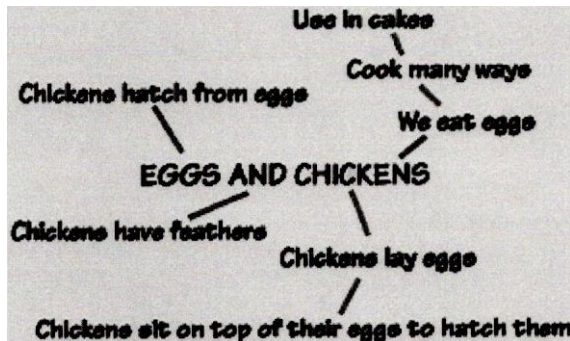 Use in cakes
Cook many ways
Chickens hatch from eggs
We eat eggs
EGGS AND CHICKENS
Chickens have feathers
Chickens lay eggs
Chickens sit on top of their eggs to hatch them